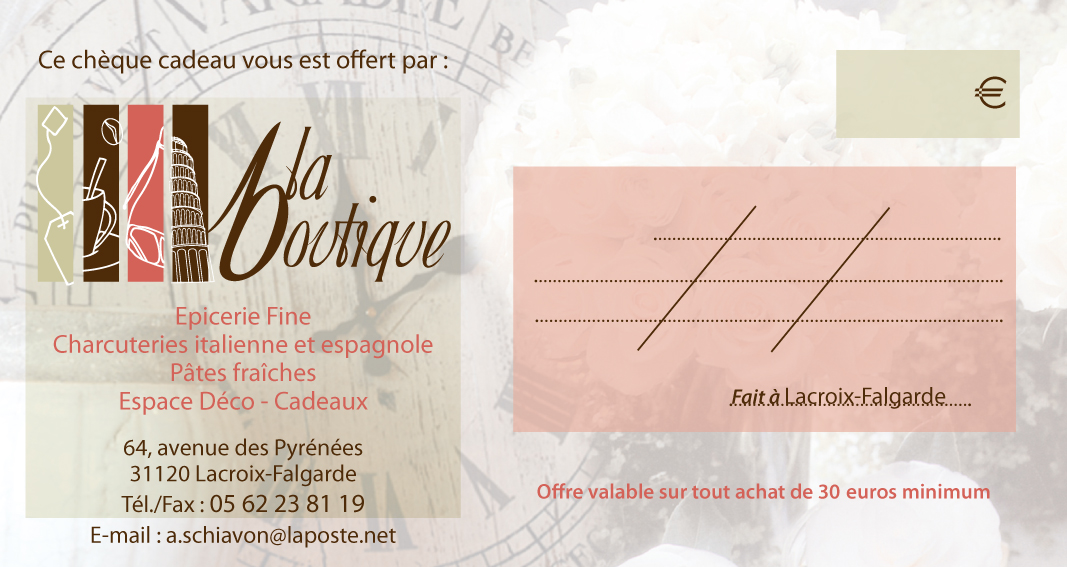 Ce chèque cadeau vous est offert par :
la
boutique
Epicerie Fine
Charcuteries italienne et espagnole
Pâtes fraîches
Espace Déco - Cadeaux
64, avenue des Pyrénées
31120 Lacroix-Falgarde
Tél./Fax : 05 62 23 81 19
E-mail : a.schiavon@laposte.net
€
Fait à Lacroix-Falgarde
Offre valable sur tout achat de 30 euros minimum